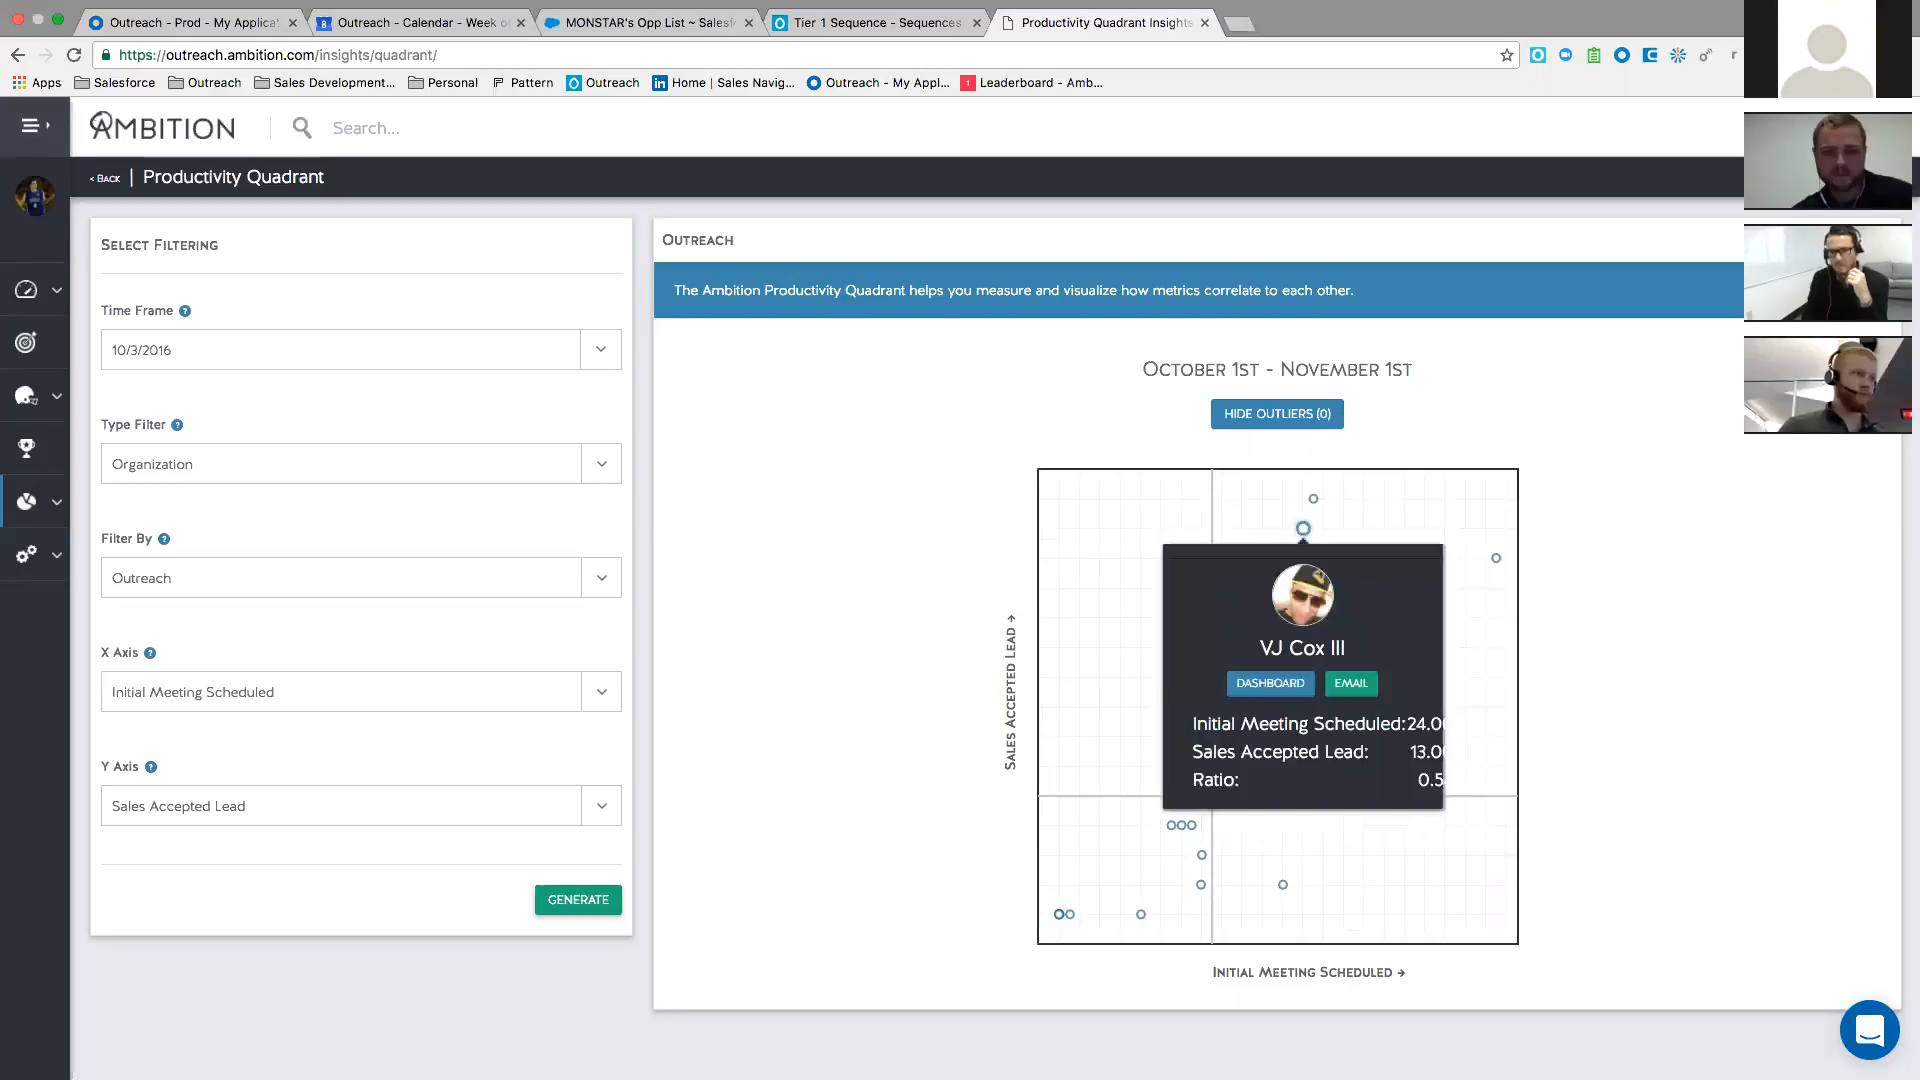 Outreach - Prod - My Applicat
Outreach - Calendar - Week o
MONSTAR's Opp List ~ Salesf
Tier 1 Sequence - Sequences
Productivity Quadrant Insights
https://outreach.ambition.com/insights/quadrant/
Apps
Salesforce
Outreach
Sales Development...
Personal
Pattern
Outreach
Home | Sales Navig...
Outreach - My Appl...
Leaderboard - Amb...
AMBITION
Search...
< BACK | Productivity Quadrant
SELECT FILTERING
Time Frame ?
10/3/2016
Type Filter ?
Organization
Filter By ?
Outreach
X Axis ?
Initial Meeting Scheduled
Y Axis ?
Sales Accepted Lead
GENERATE
OUTREACH
The Ambition Productivity Quadrant helps you measure and visualize how metrics correlate to each other.
OCTOBER 1ST - NOVEMBER 1ST
HIDE OUTLIERS (0)
SALES ACCEPTED LEAD →
VJ Cox III
DASHBOARD
EMAIL
Initial Meeting Scheduled:24.00
Sales Accepted Lead: 13.00
Ratio: 0.5
INITIAL MEETING SCHEDULED →